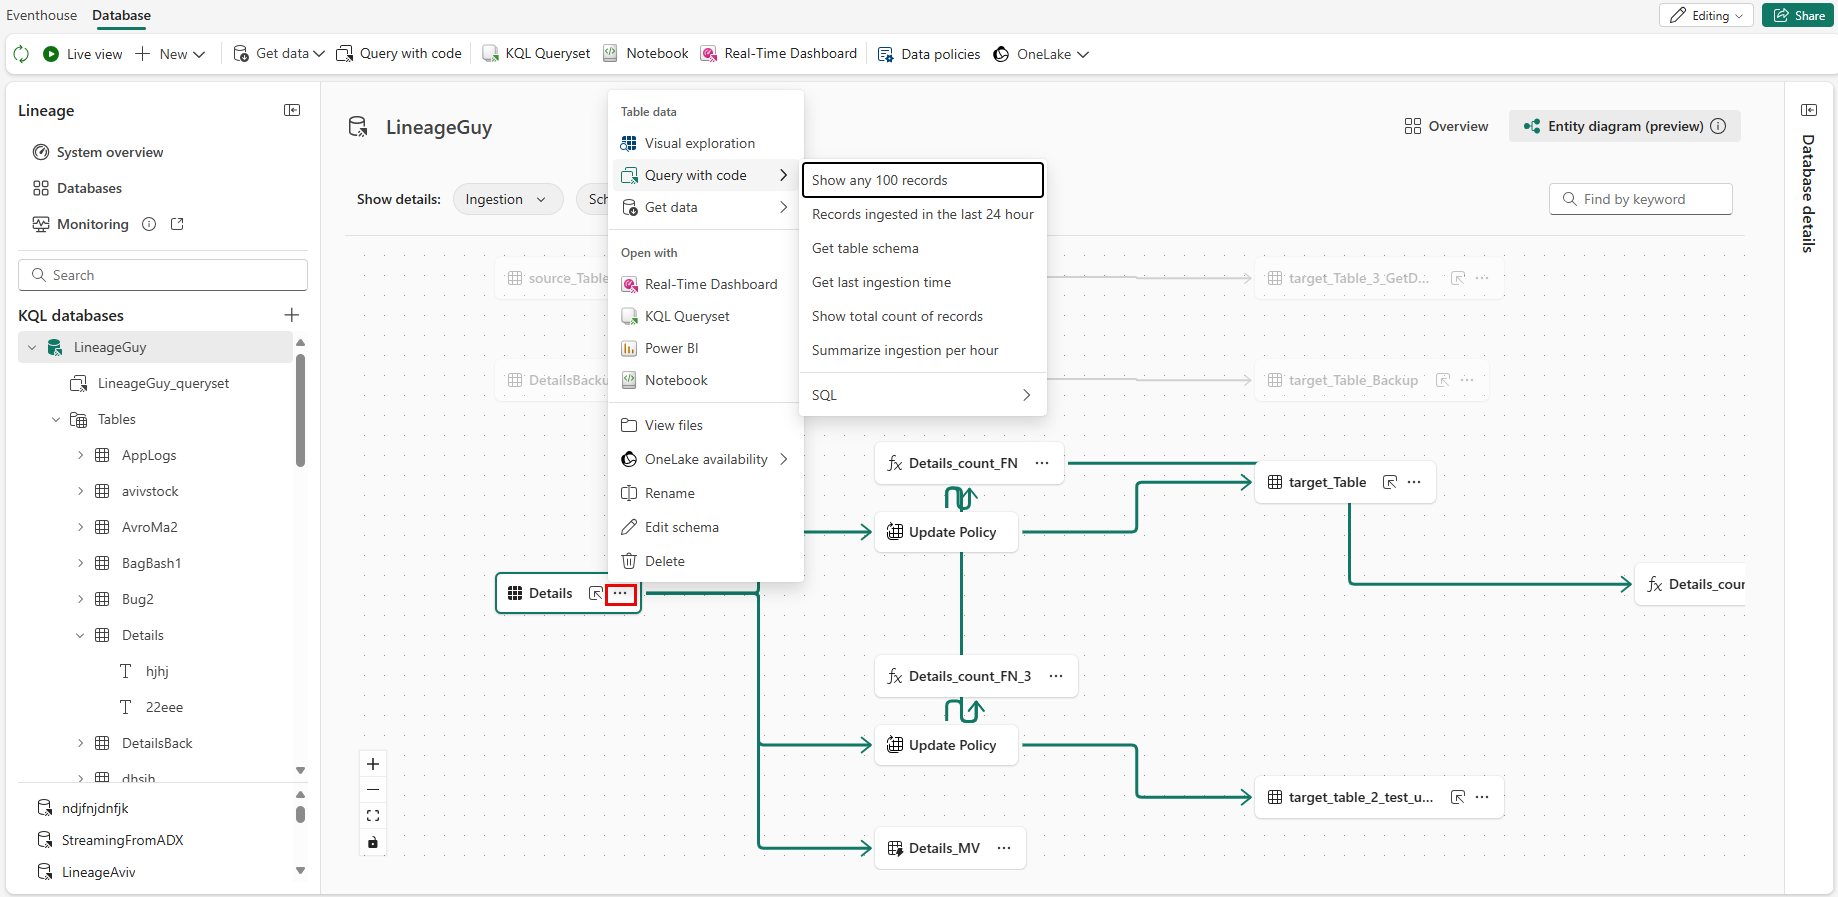 Eventhouse
Database
Editing
Share
Live view
New
Get data
Query with code
KQL Queryset
Notebook
Real-Time Dashboard
Data policies
OneLake
Lineage
System overview
Databases
Monitoring
Search
KQL databases
LineageGuy
LineageGuy_queryset
Tables
AppLogs
avivstock
AvroMa2
BagBash1
Bug2
Details
hjhj
22eee
DetailsBack
dhsih
ndjfnjdnfjk
StreamingFromADX
LineageAviv
LineageGuy
Overview
Entity diagram (preview)
Show details:
Ingestion
Sch
Find by keyword
Table data
Visual exploration
Query with code
Get data
Open with
Real-Time Dashboard
KQL Queryset
Power BI
Notebook
View files
OneLake availability
Rename
Edit schema
Delete
Show any 100 records
Records ingested in the last 24 hour
Get table schema
Get last ingestion time
Show total count of records
Summarize ingestion per hour
SQL
source_Table
target_Table_3_GetD...
DetailsBacku
target_Table_Backup
Details_count_FN
target_Table
Update Policy
Details
Details_cour
Details_count_FN_3
Update Policy
target_table_2_test_u...
Details_MV
Database details